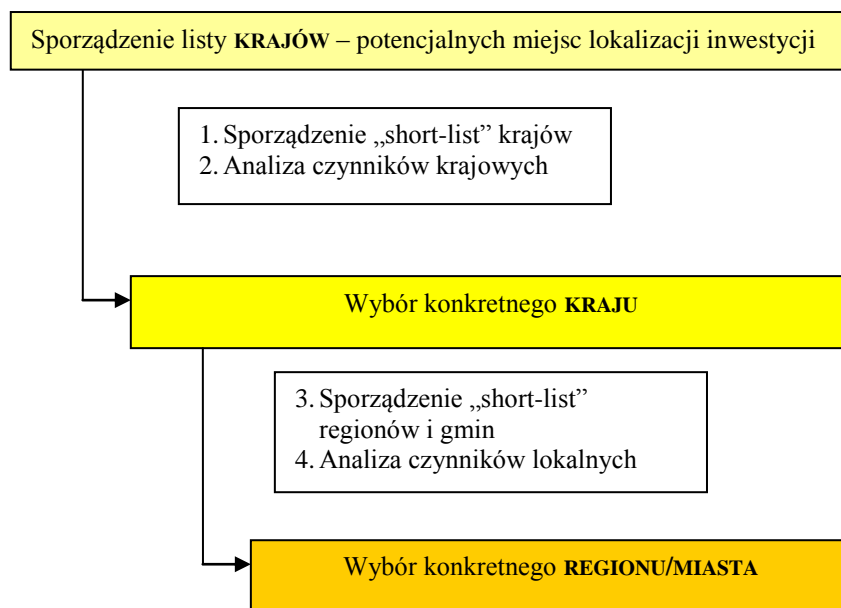 Sporządzenie listy KRAJÓW – potencjalnych miejsc lokalizacji inwestycji
1. Sporządzenie „short-list” krajów
2. Analiza czynników krajowych
Wybór konkretnego KRAJU
3. Sporządzenie „short-list”
regionów i gmin
4. Analiza czynników lokalnych
Wybór konkretnego REGIONU/MIASTA